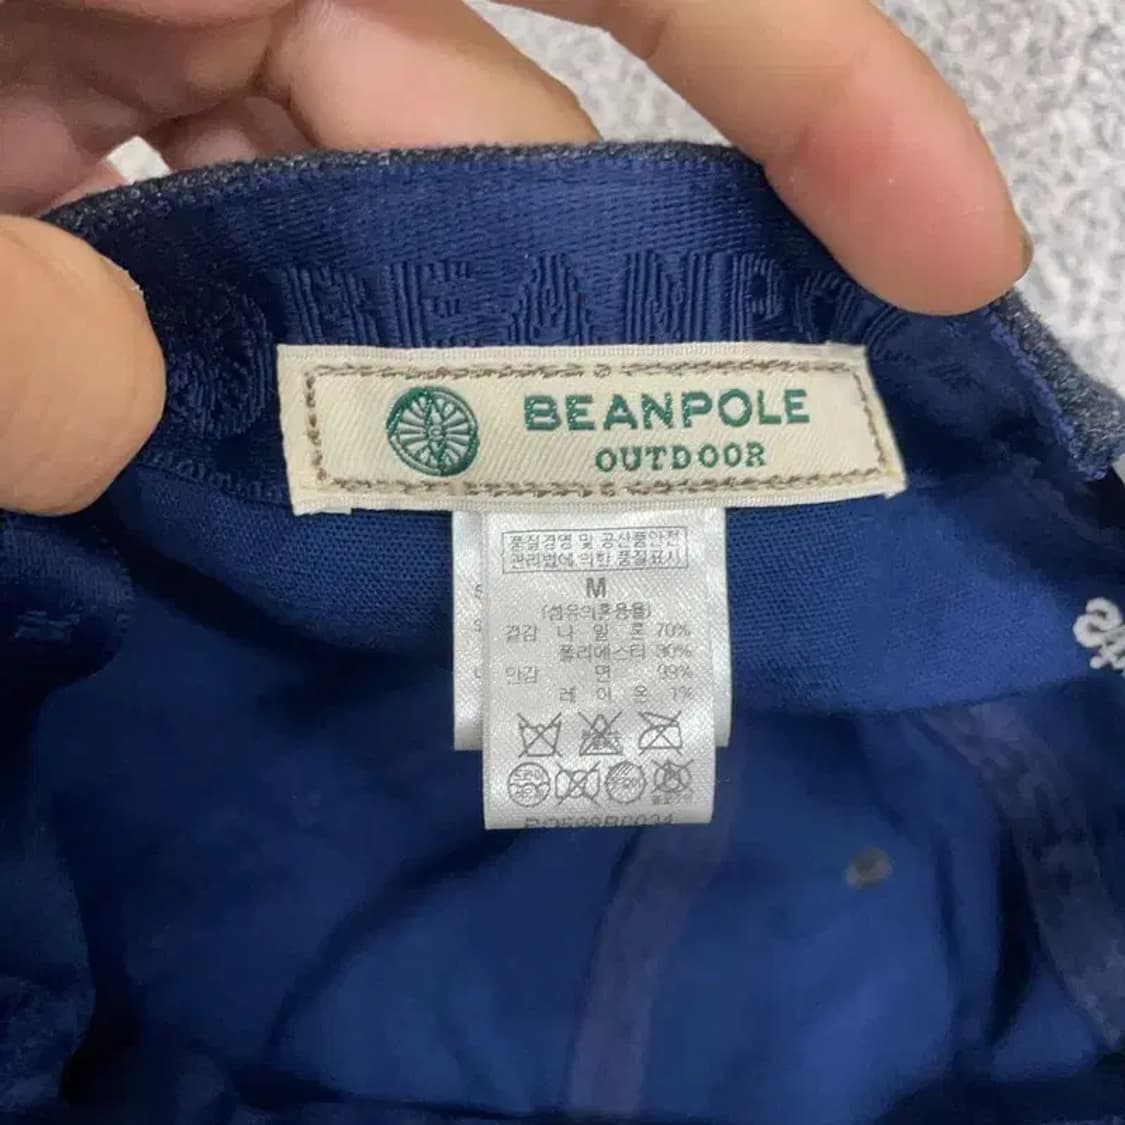 BEANPO
BEANPOLE
OUTDOOR
품질경영 및 공산품안전
관리법에 의한 품질표시
M
(섬유의혼용율)
겉감 나 일 론 70%
폴리에스터 30%
안감 면 99%
레 이 온 1%